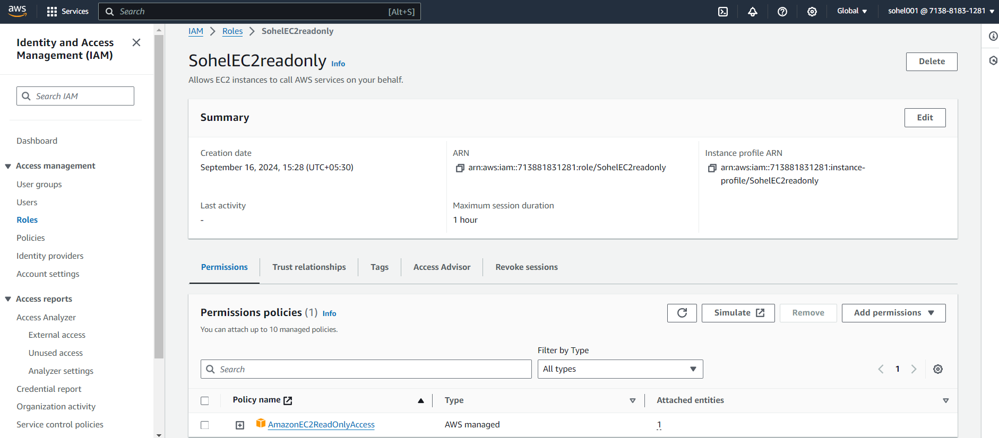 aws
Services
Search
[Alt+S]
Global
sohel001 @ 7138-8183-1281
Identity and Access
Management (IAM)
Search IAM
Dashboard
Access management
User groups
Users
Roles
Policies
Identity providers
Account settings
Access reports
Access Analyzer
External access
Unused access
Analyzer settings
Credential report
Organization activity
Service control policies
IAM
Roles
SohelEC2readonly
SohelEC2readonly Info
Delete
Allows EC2 instances to call AWS services on your behalf.
Summary
Edit
Creation date
September 16, 2024, 15:28 (UTC+05:30)
ARN
arn:aws:iam::713881831281:role/SohelEC2readonly
Instance profile ARN
arn:aws:iam::713881831281:instance-
profile/SohelEC2readonly
Last activity
-
Maximum session duration
1 hour
Permissions
Trust relationships
Tags
Access Advisor
Revoke sessions
Permissions policies (1) Info
Simulate
Remove
Add permissions
You can attach up to 10 managed policies.
Filter by Type
Search
All types
1
Policy name
Type
Attached entities
AmazonEC2ReadOnlyAccess
AWS managed
1